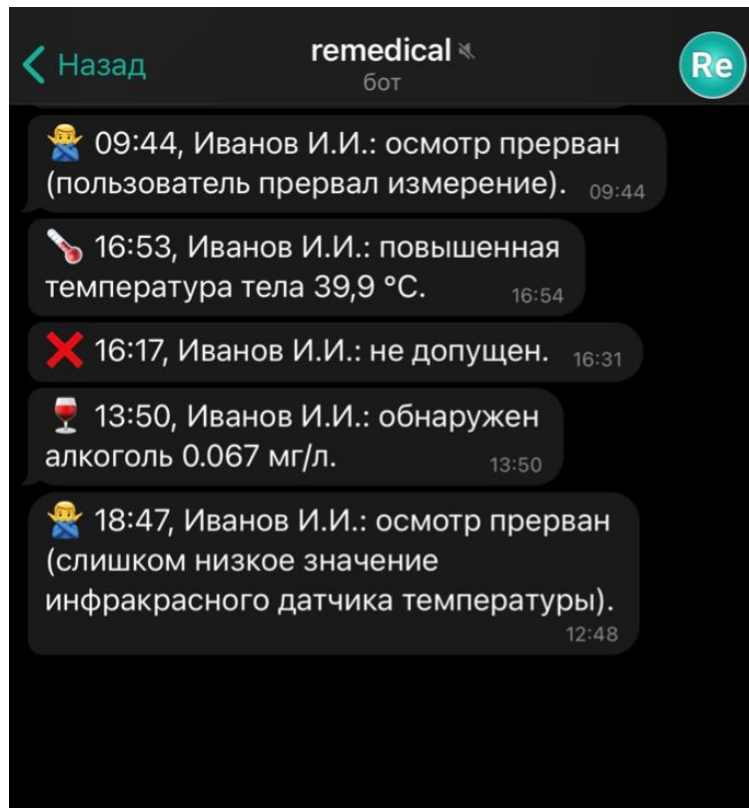 Назад
remedical
бот
Re
09:44, Иванов И.И.: осмотр прерван
(пользователь прервал измерение). 09:44
16:53, Иванов И.И.: повышенная
температура тела 39,9 °C. 16:54
16:17, Иванов И.И.: не допущен. 16:31
13:50, Иванов И.И.: обнаружен
алкоголь 0.067 мг/л. 13:50
18:47, Иванов И.И.: осмотр прерван
(слишком низкое значение
инфракрасного датчика температуры).
12:48